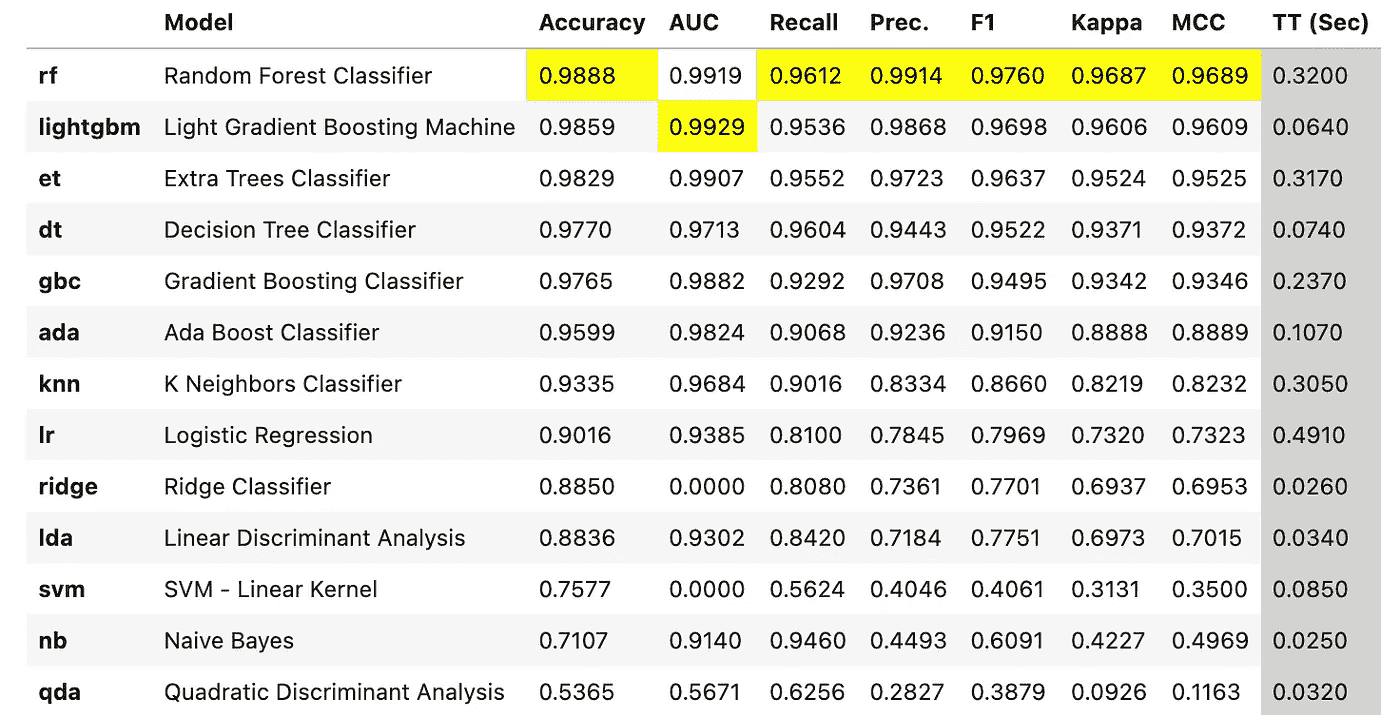 Model Accuracy AUC Recall Prec. F1 Kappa MCC TT (Sec)
rf Random Forest Classifier 0.9888 0.9919 0.9612 0.9914 0.9760 0.9687 0.9689 0.3200
lightgbm Light Gradient Boosting Machine 0.9859 0.9929 0.9536 0.9868 0.9698 0.9606 0.9609 0.0640
et Extra Trees Classifier 0.9829 0.9907 0.9552 0.9723 0.9637 0.9524 0.9525 0.3170
dt Decision Tree Classifier 0.9770 0.9713 0.9604 0.9443 0.9522 0.9371 0.9372 0.0740
gbc Gradient Boosting Classifier 0.9765 0.9882 0.9292 0.9708 0.9495 0.9342 0.9346 0.2370
ada Ada Boost Classifier 0.9599 0.9824 0.9068 0.9236 0.9150 0.8888 0.8889 0.1070
knn K Neighbors Classifier 0.9335 0.9684 0.9016 0.8334 0.8660 0.8219 0.8232 0.3050
lr Logistic Regression 0.9016 0.9385 0.8100 0.7845 0.7969 0.7320 0.7323 0.4910
ridge Ridge Classifier 0.8850 0.0000 0.8080 0.7361 0.7701 0.6937 0.6953 0.0260
lda Linear Discriminant Analysis 0.8836 0.9302 0.8420 0.7184 0.7751 0.6973 0.7015 0.0340
svm SVM - Linear Kernel 0.7577 0.0000 0.5624 0.4046 0.4061 0.3131 0.3500 0.0850
nb Naive Bayes 0.7107 0.9140 0.9460 0.4493 0.6091 0.4227 0.4969 0.0250
qda Quadratic Discriminant Analysis 0.5365 0.5671 0.6256 0.2827 0.3879 0.0926 0.1163 0.0320